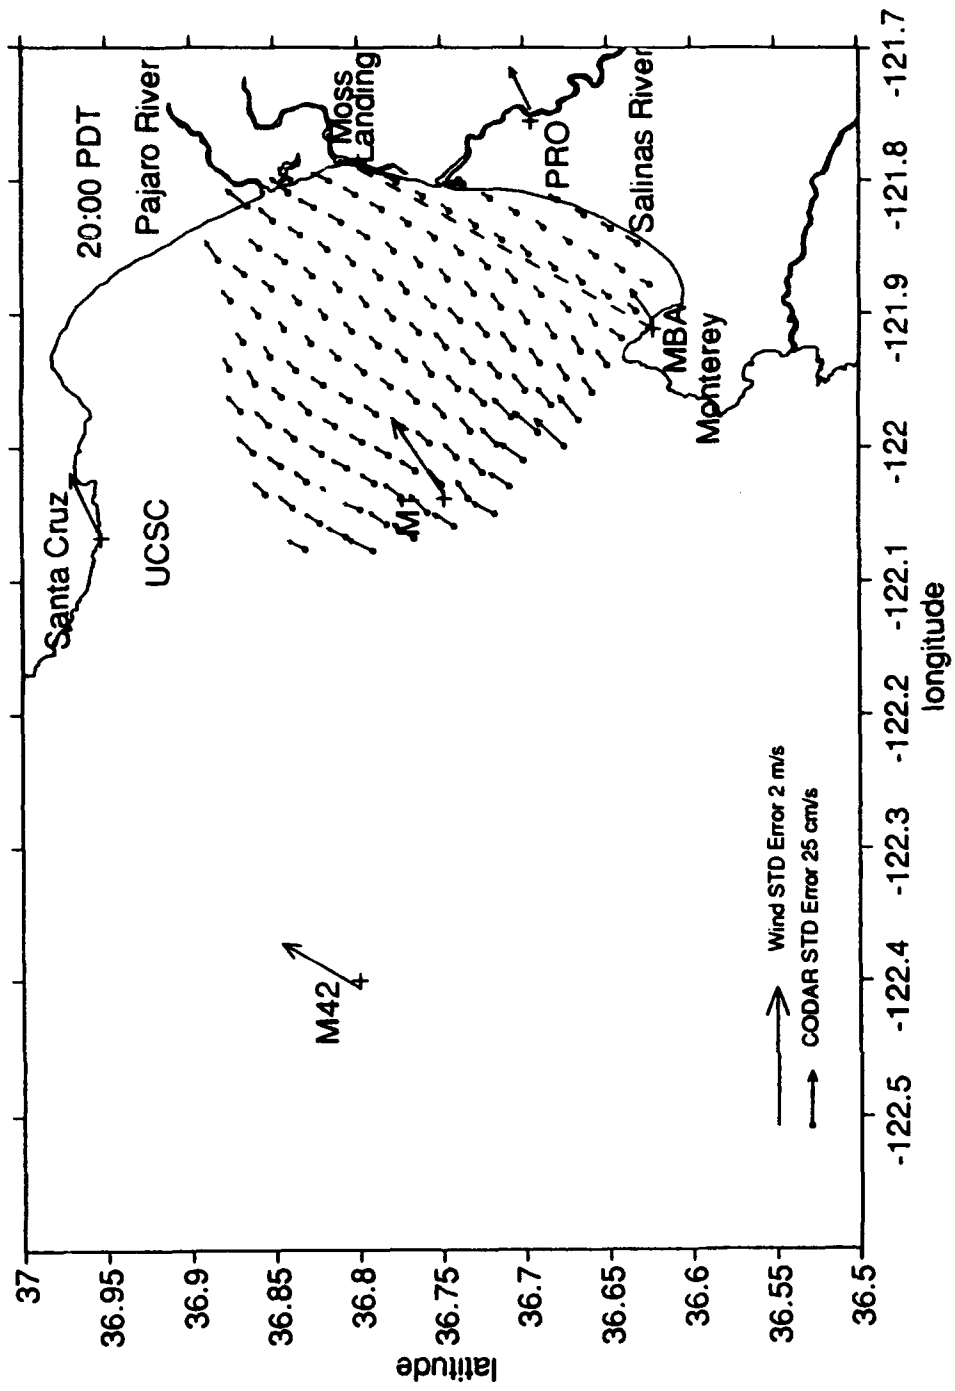 20:00 PDT
Santa Cruz
UCSC
Pajaro River
Moss
Landing
M1
M42
PRO
Salinas River
MBA
Monterey
Wind STD Error 2 m/s
CODAR STD Error 25 cm/s
latitude
37
36.95
36.9
36.85
36.8
36.75
36.7
36.65
36.6
36.55
36.5
-122.5
-122.4
-122.3
-122.2
-122.1
-122
-121.9
-121.8
-121.7
longitude